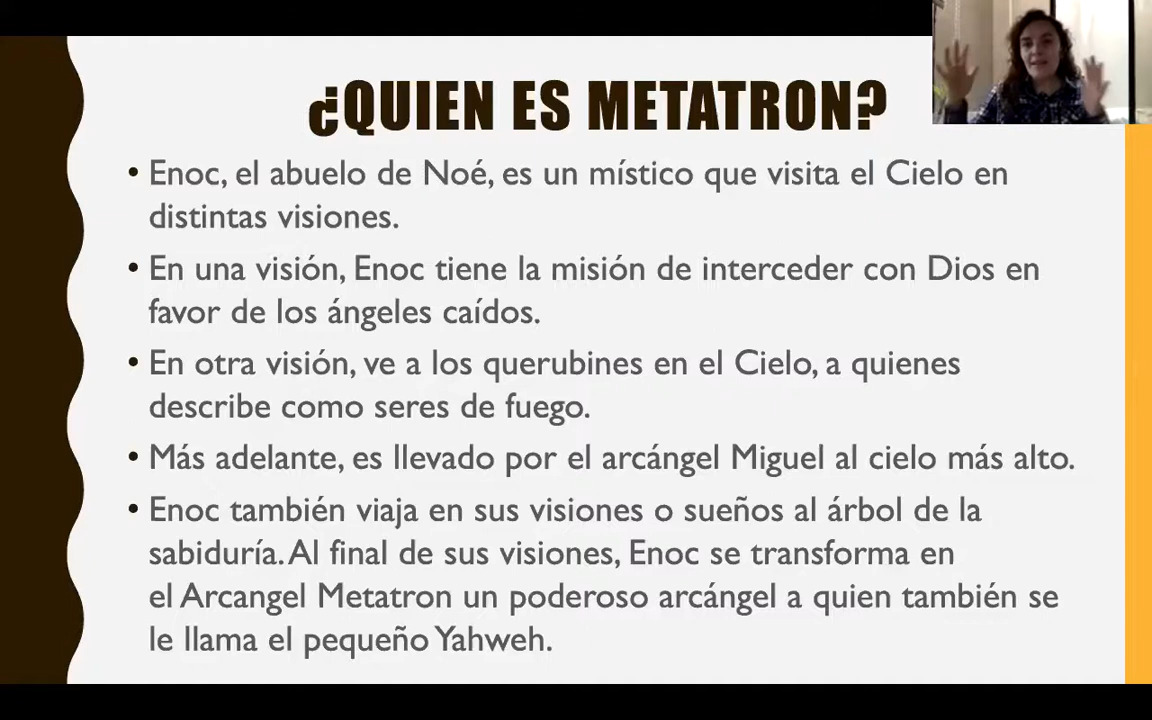 ¿QUIEN ES METATRON?
• Enoc, el abuelo de Noé, es un místico que visita el Cielo en
distintas visiones.
• En una visión, Enoc tiene la misión de interceder con Dios en
favor de los ángeles caídos.
• En otra visión, ve a los querubines en el Cielo, a quienes
describe como seres de fuego.
• Más adelante, es llevado por el arcángel Miguel al cielo más alto.
• Enoc también viaja en sus visiones o sueños al árbol de la
sabiduría. Al final de sus visiones, Enoc se transforma en
el Arcangel Metatron un poderoso arcángel a quien también se
le llama el pequeño Yahweh.